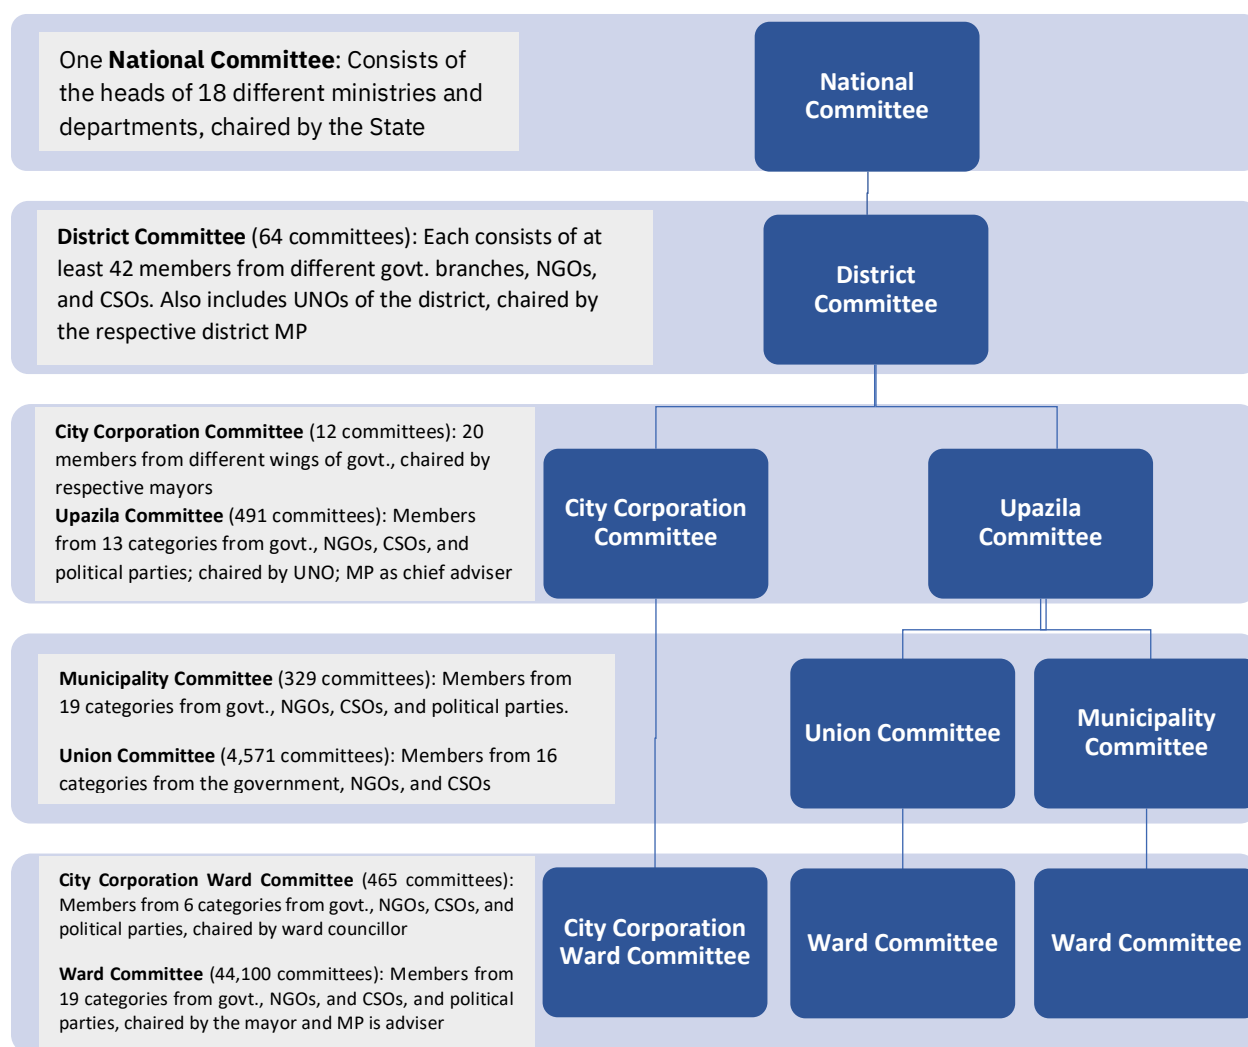 One National Committee: Consists of
the heads of 18 different ministries and
departments, chaired by the State
National
Committee
District Committee (64 committees): Each consists of at
least 42 members from different govt. branches, NGOs,
and CSOs. Also includes UNOs of the district, chaired by
the respective district MP
District
Committee
City Corporation Committee (12 committees): 20
members from different wings of govt., chaired by
respective mayors
Upazila Committee (491 committees): Members
from 13 categories from govt., NGOs, CSOs, and
political parties; chaired by UNO; MP as chief adviser
City Corporation
Committee
Upazila
Committee
Municipality Committee (329 committees): Members from
19 categories from govt., NGOs, CSOs, and political parties.
Union Committee (4,571 committees): Members from 16
categories from the government, NGOs, and CSOs
Union Committee
Municipality
Committee
City Corporation Ward Committee (465 committees):
Members from 6 categories from govt., NGOs, CSOs, and
political parties, chaired by ward councillor
Ward Committee (44,100 committees): Members from
19 categories from govt., NGOs, and CSOs, and political
parties, chaired by the mayor and MP is adviser
City Corporation
Ward Committee
Ward Committee
Ward Committee